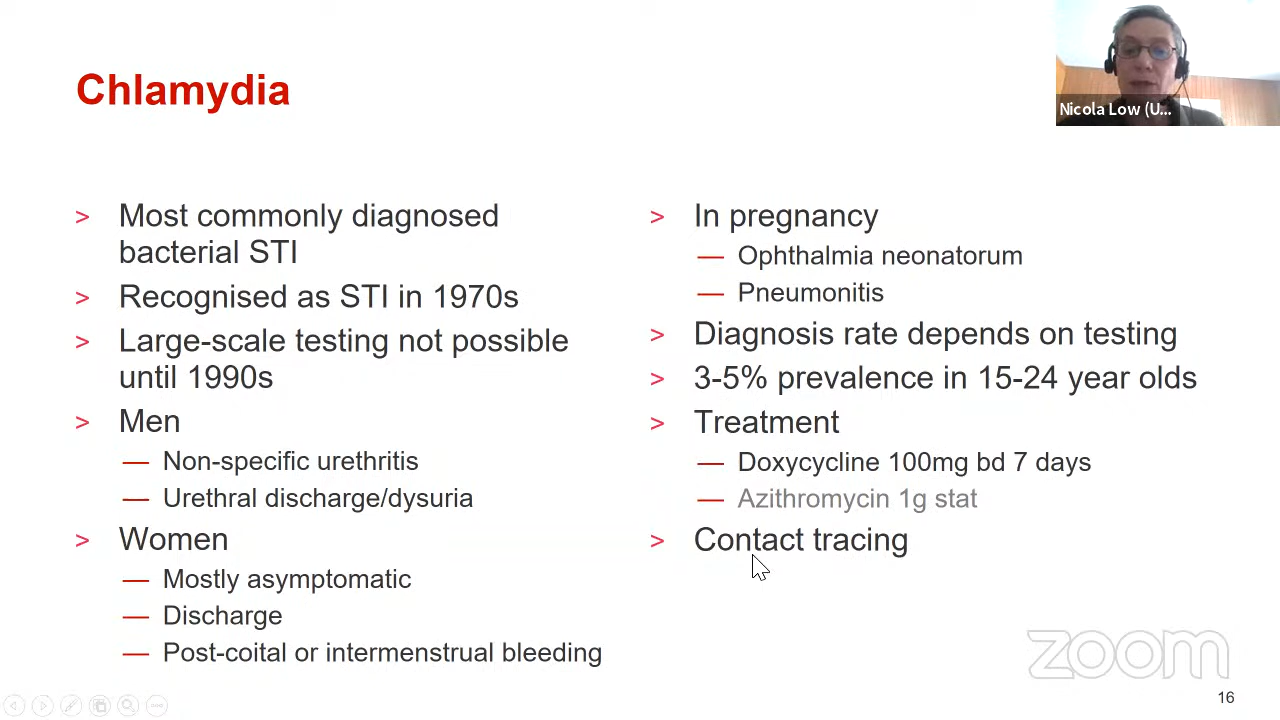 Chlamydia
Nicola Low (U...
> Most commonly diagnosed
bacterial STI
> Recognised as STI in 1970s
> Large-scale testing not possible
until 1990s
> Men
— Non-specific urethritis
— Urethral discharge/dysuria
> Women
— Mostly asymptomatic
— Discharge
— Post-coital or intermenstrual bleeding
> In pregnancy
— Ophthalmia neonatorum
— Pneumonitis
> Diagnosis rate depends on testing
> 3-5% prevalence in 15-24 year olds
> Treatment
— Doxycycline 100mg bd 7 days
— Azithromycin 1g stat
> Contact tracing
zoom
16